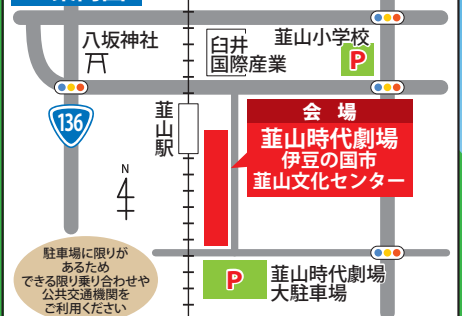 八坂神社
臼井
国際産業
韮山小学校
P
136
韮山駅
会場
韮山時代劇場
伊豆の国市
韮山文化センター
N
駐車場に限りが
あるため
できる限り乗り合わせや
公共交通機関を
ご利用ください
P
韮山時代劇場
大駐車場